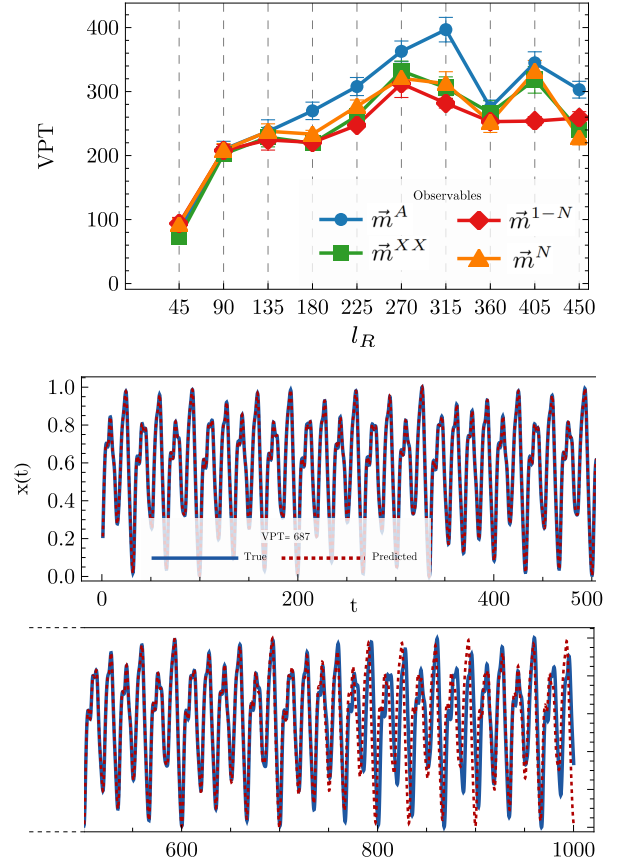 400
300
200
100
0
VPT
Observables
m⃗^A
m⃗^{1−N}
m⃗^{XX}
m⃗^N
45 90 135 180 225 270 315 360 405 450
l_R
1.0
0.8
0.6
0.4
0.2
0.0
x(t)
VPT= 687
True Predicted
0 200 400 500
t
600 800 1000